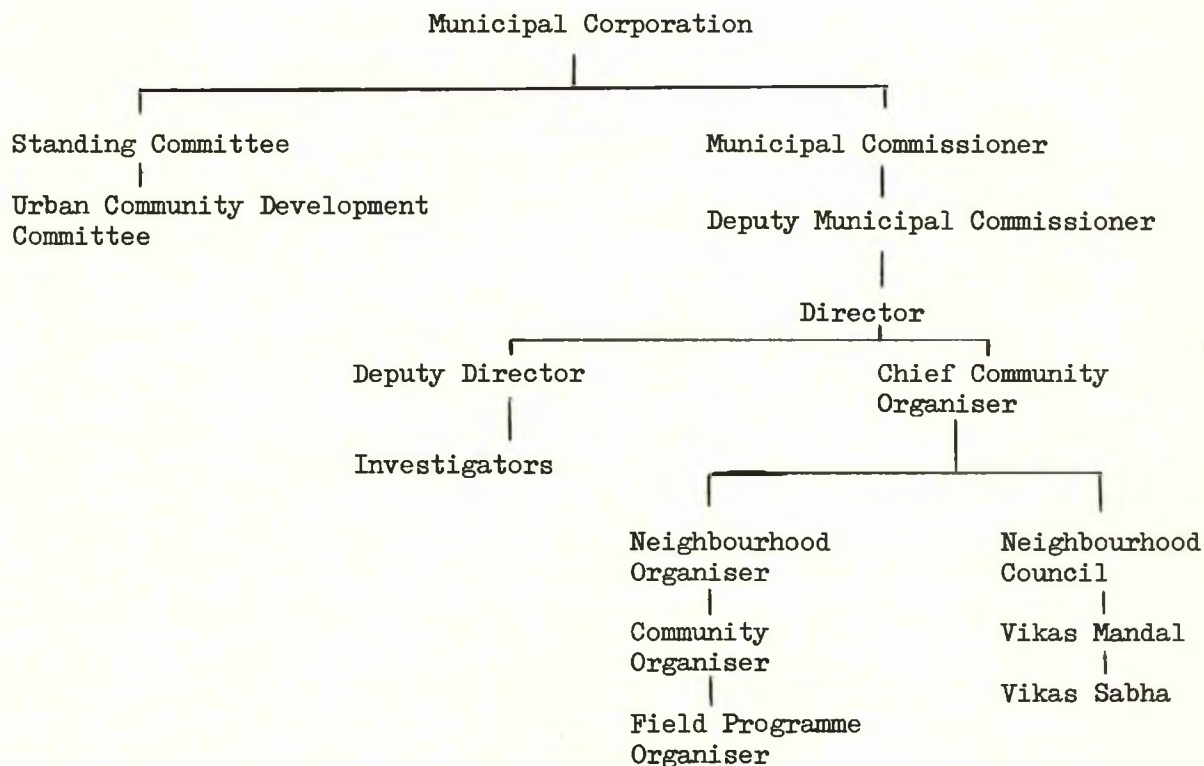 Municipal Corporation
Standing Committee
Municipal Commissioner
Urban Community Development
Committee
Deputy Municipal Commissioner
Director
Deputy Director
Chief Community
Organiser
Investigators
Neighbourhood
Organiser
Neighbourhood
Council
Community
Organiser
Vikas Mandal
Vikas Sabha
Field Programme
Organiser